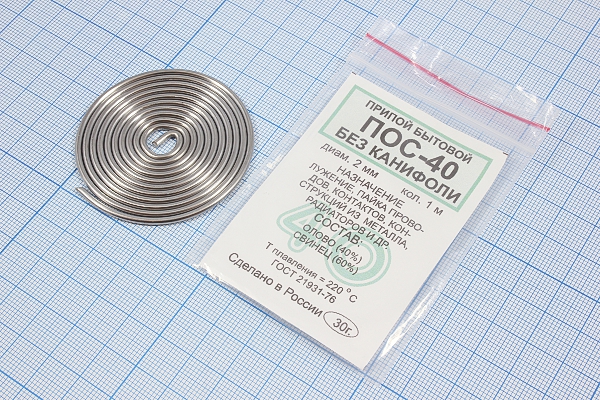 ПРИПОЙ БЫТОВОЙ
ПОС-40
БЕЗ КАНИФОЛИ
диам. 2 мм кол. 1 м
НАЗНАЧЕНИЕ
ЛУЖЕНИЕ, ПАЙКА ПРОВО-
ДОВ, КОНТАКТОВ, КОН-
СТРУКЦИЙ ИЗ МЕТАЛЛА,
РАДИАТОРОВ И ДР.
СОСТАВ:
ОЛОВО (40%)
СВИНЕЦ (60%)
40
Т плавления = 220 °С
ГОСТ 21931-76
Сделано в России 30г.